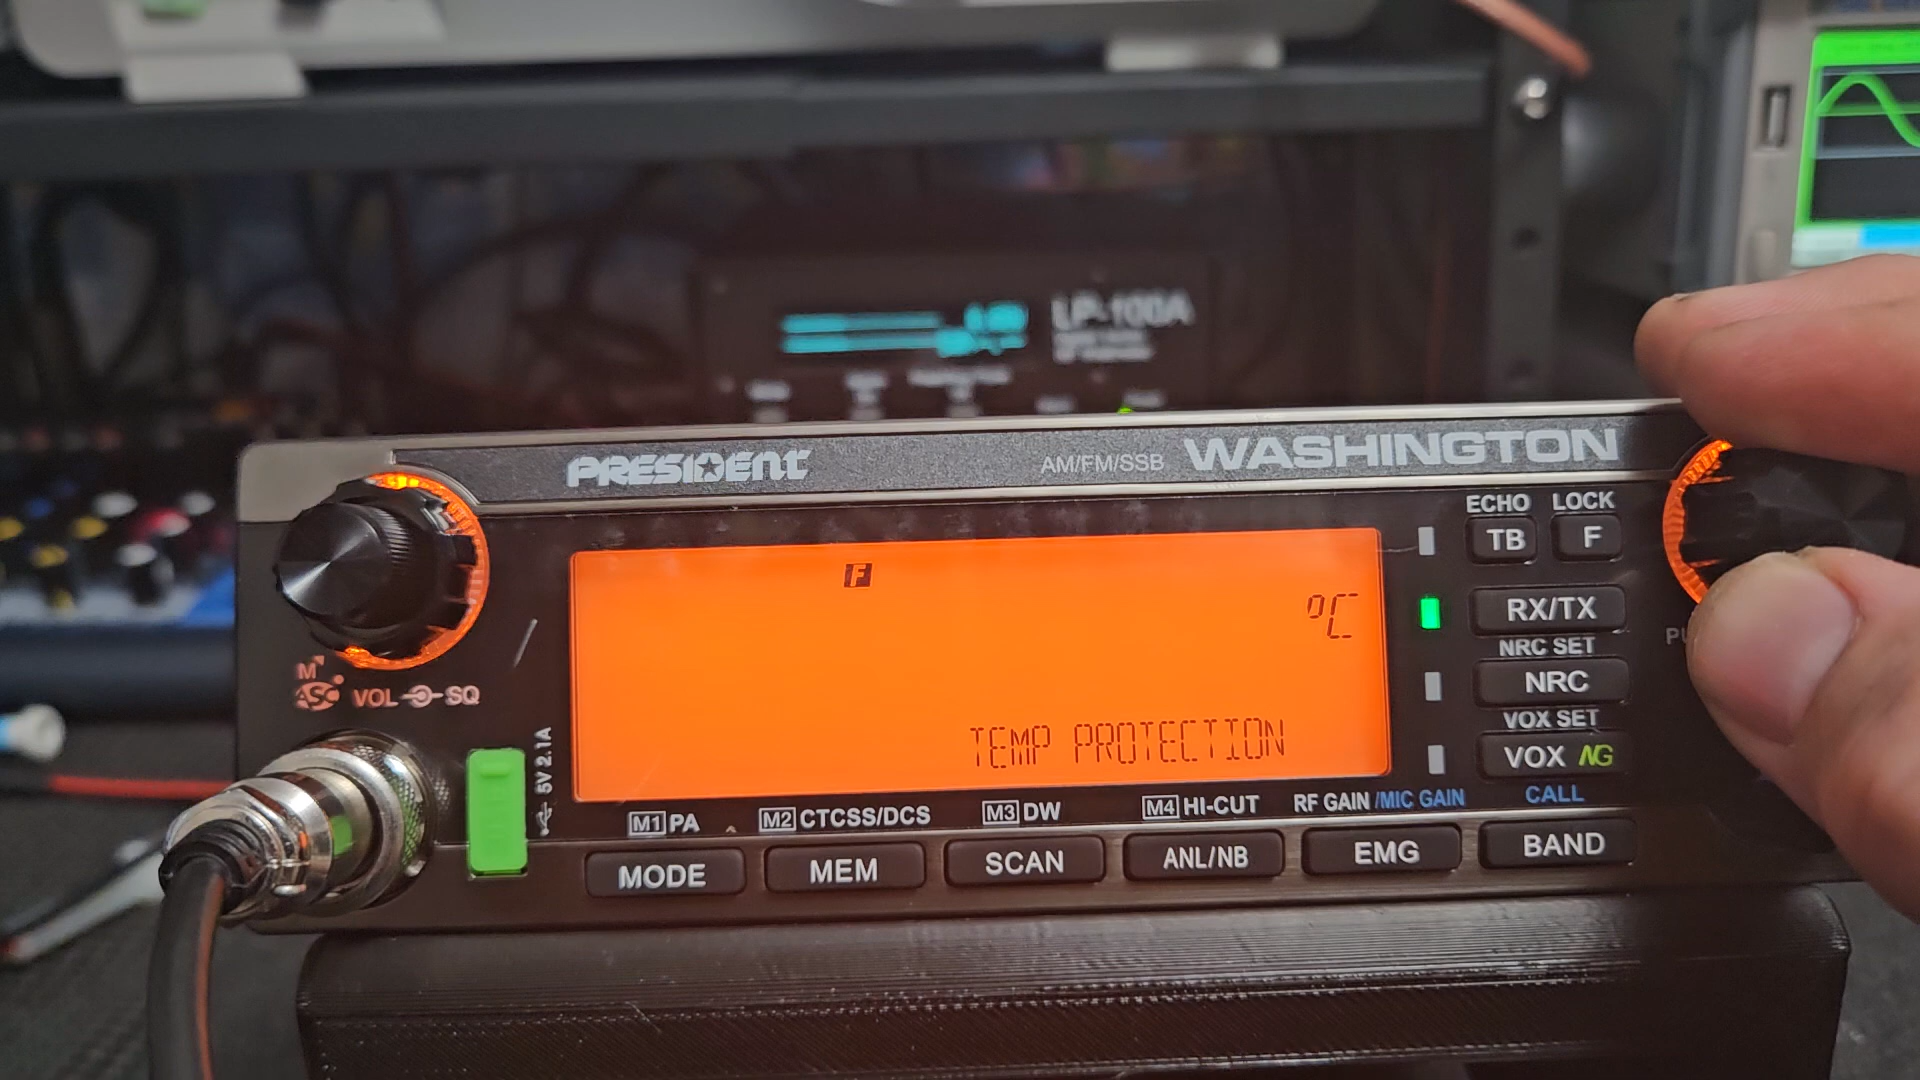 LP-100A
PRESIDENT
AM/FM/SSB WASHINGTON
ECHO LOCK
TB F
F
°C
RX/TX
NRC SET
NRC
VOX SET
VOX NG
TEMP PROTECTION
M
ASC VOL SQ
5V 2.1A
M1 PA M2 CTCSS/DCS M3 DW M4 HI-CUT RF GAIN /MIC GAIN CALL
MODE MEM SCAN ANL/NB EMG BAND